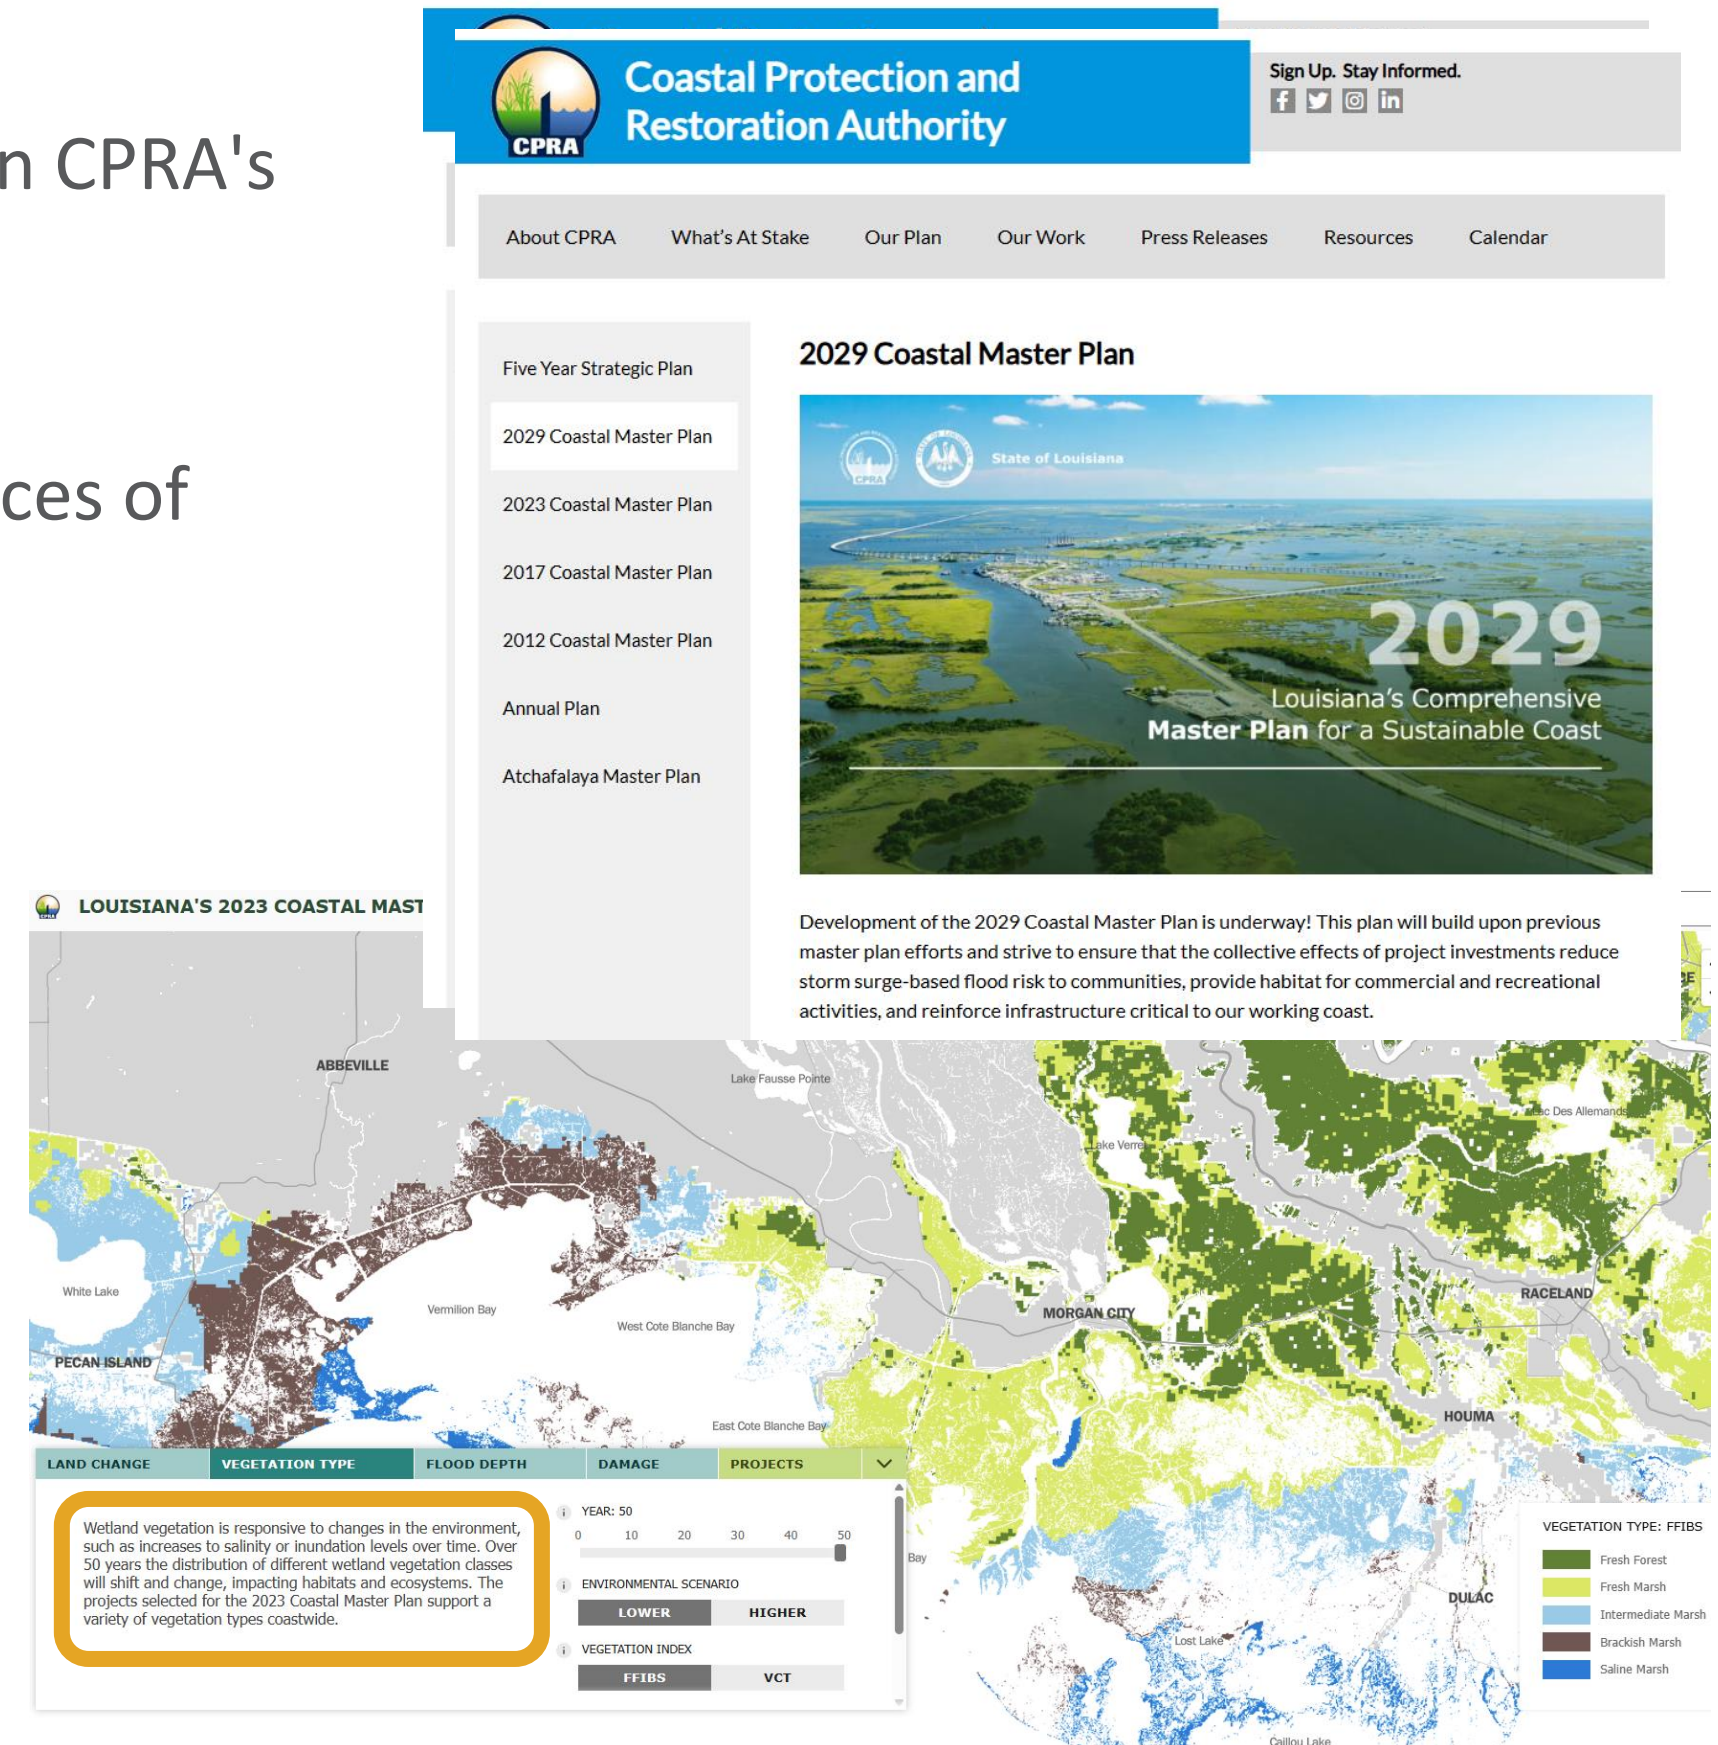 n CPRA's
ces of
CPRA
Coastal Protection and
Restoration Authority
Sign Up. Stay Informed.
About CPRA What's At Stake Our Plan Our Work Press Releases Resources Calendar
Five Year Strategic Plan
2029 Coastal Master Plan
2023 Coastal Master Plan
2017 Coastal Master Plan
2012 Coastal Master Plan
Annual Plan
Atchafalaya Master Plan
2029 Coastal Master Plan
CPRA
State of Louisiana
2029
Louisiana's Comprehensive
Master Plan for a Sustainable Coast
Development of the 2029 Coastal Master Plan is underway! This plan will build upon previous
master plan efforts and strive to ensure that the collective effects of project investments reduce
storm surge-based flood risk to communities, provide habitat for commercial and recreational
activities, and reinforce infrastructure critical to our working coast.
LOUISIANA'S 2023 COASTAL MAST
CE
ABBEVILLE
Lake Fausse Pointe
Lac Des Allemands
Lake Verret
White Lake
Vermilion Bay
West Cote Blanche Bay
MORGAN CITY
RACELAND
PECAN ISLAND
East Cote Blanche Bay
HOUMA
LAND CHANGE VEGETATION TYPE FLOOD DEPTH DAMAGE PROJECTS
Wetland vegetation is responsive to changes in the environment,
such as increases to salinity or inundation levels over time. Over
50 years the distribution of different wetland vegetation classes
will shift and change, impacting habitats and ecosystems. The
projects selected for the 2023 Coastal Master Plan support a
variety of vegetation types coastwide.
YEAR: 50
0 10 20 30 40 50
ENVIRONMENTAL SCENARIO
LOWER HIGHER
VEGETATION INDEX
FFIBS VCT
Bay
DULAC
Lost Lake
Caillou Lake
VEGETATION TYPE: FFIBS
Fresh Forest
Fresh Marsh
Intermediate Marsh
Brackish Marsh
Saline Marsh